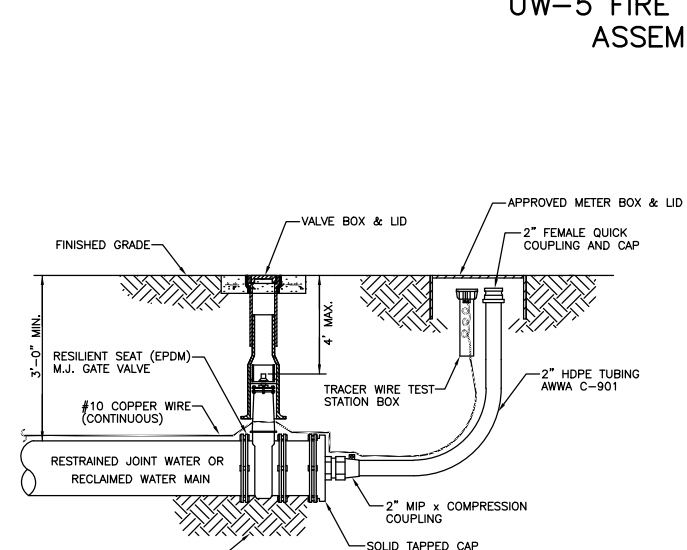 UW-5 FIRE
ASSEM
APPROVED METER BOX & LID
VALVE BOX & LID
2" FEMALE QUICK
COUPLING AND CAP
FINISHED GRADE
3'-0" MIN.
4' MAX.
RESILIENT SEAT (EPDM)
M.J. GATE VALVE
TRACER WIRE TEST
STATION BOX
2" HDPE TUBING
AWWA C-901
#10 COPPER WIRE
(CONTINUOUS)
RESTRAINED JOINT WATER OR
RECLAIMED WATER MAIN
2" MIP x COMPRESSION
COUPLING
SOLID TAPPED CAP